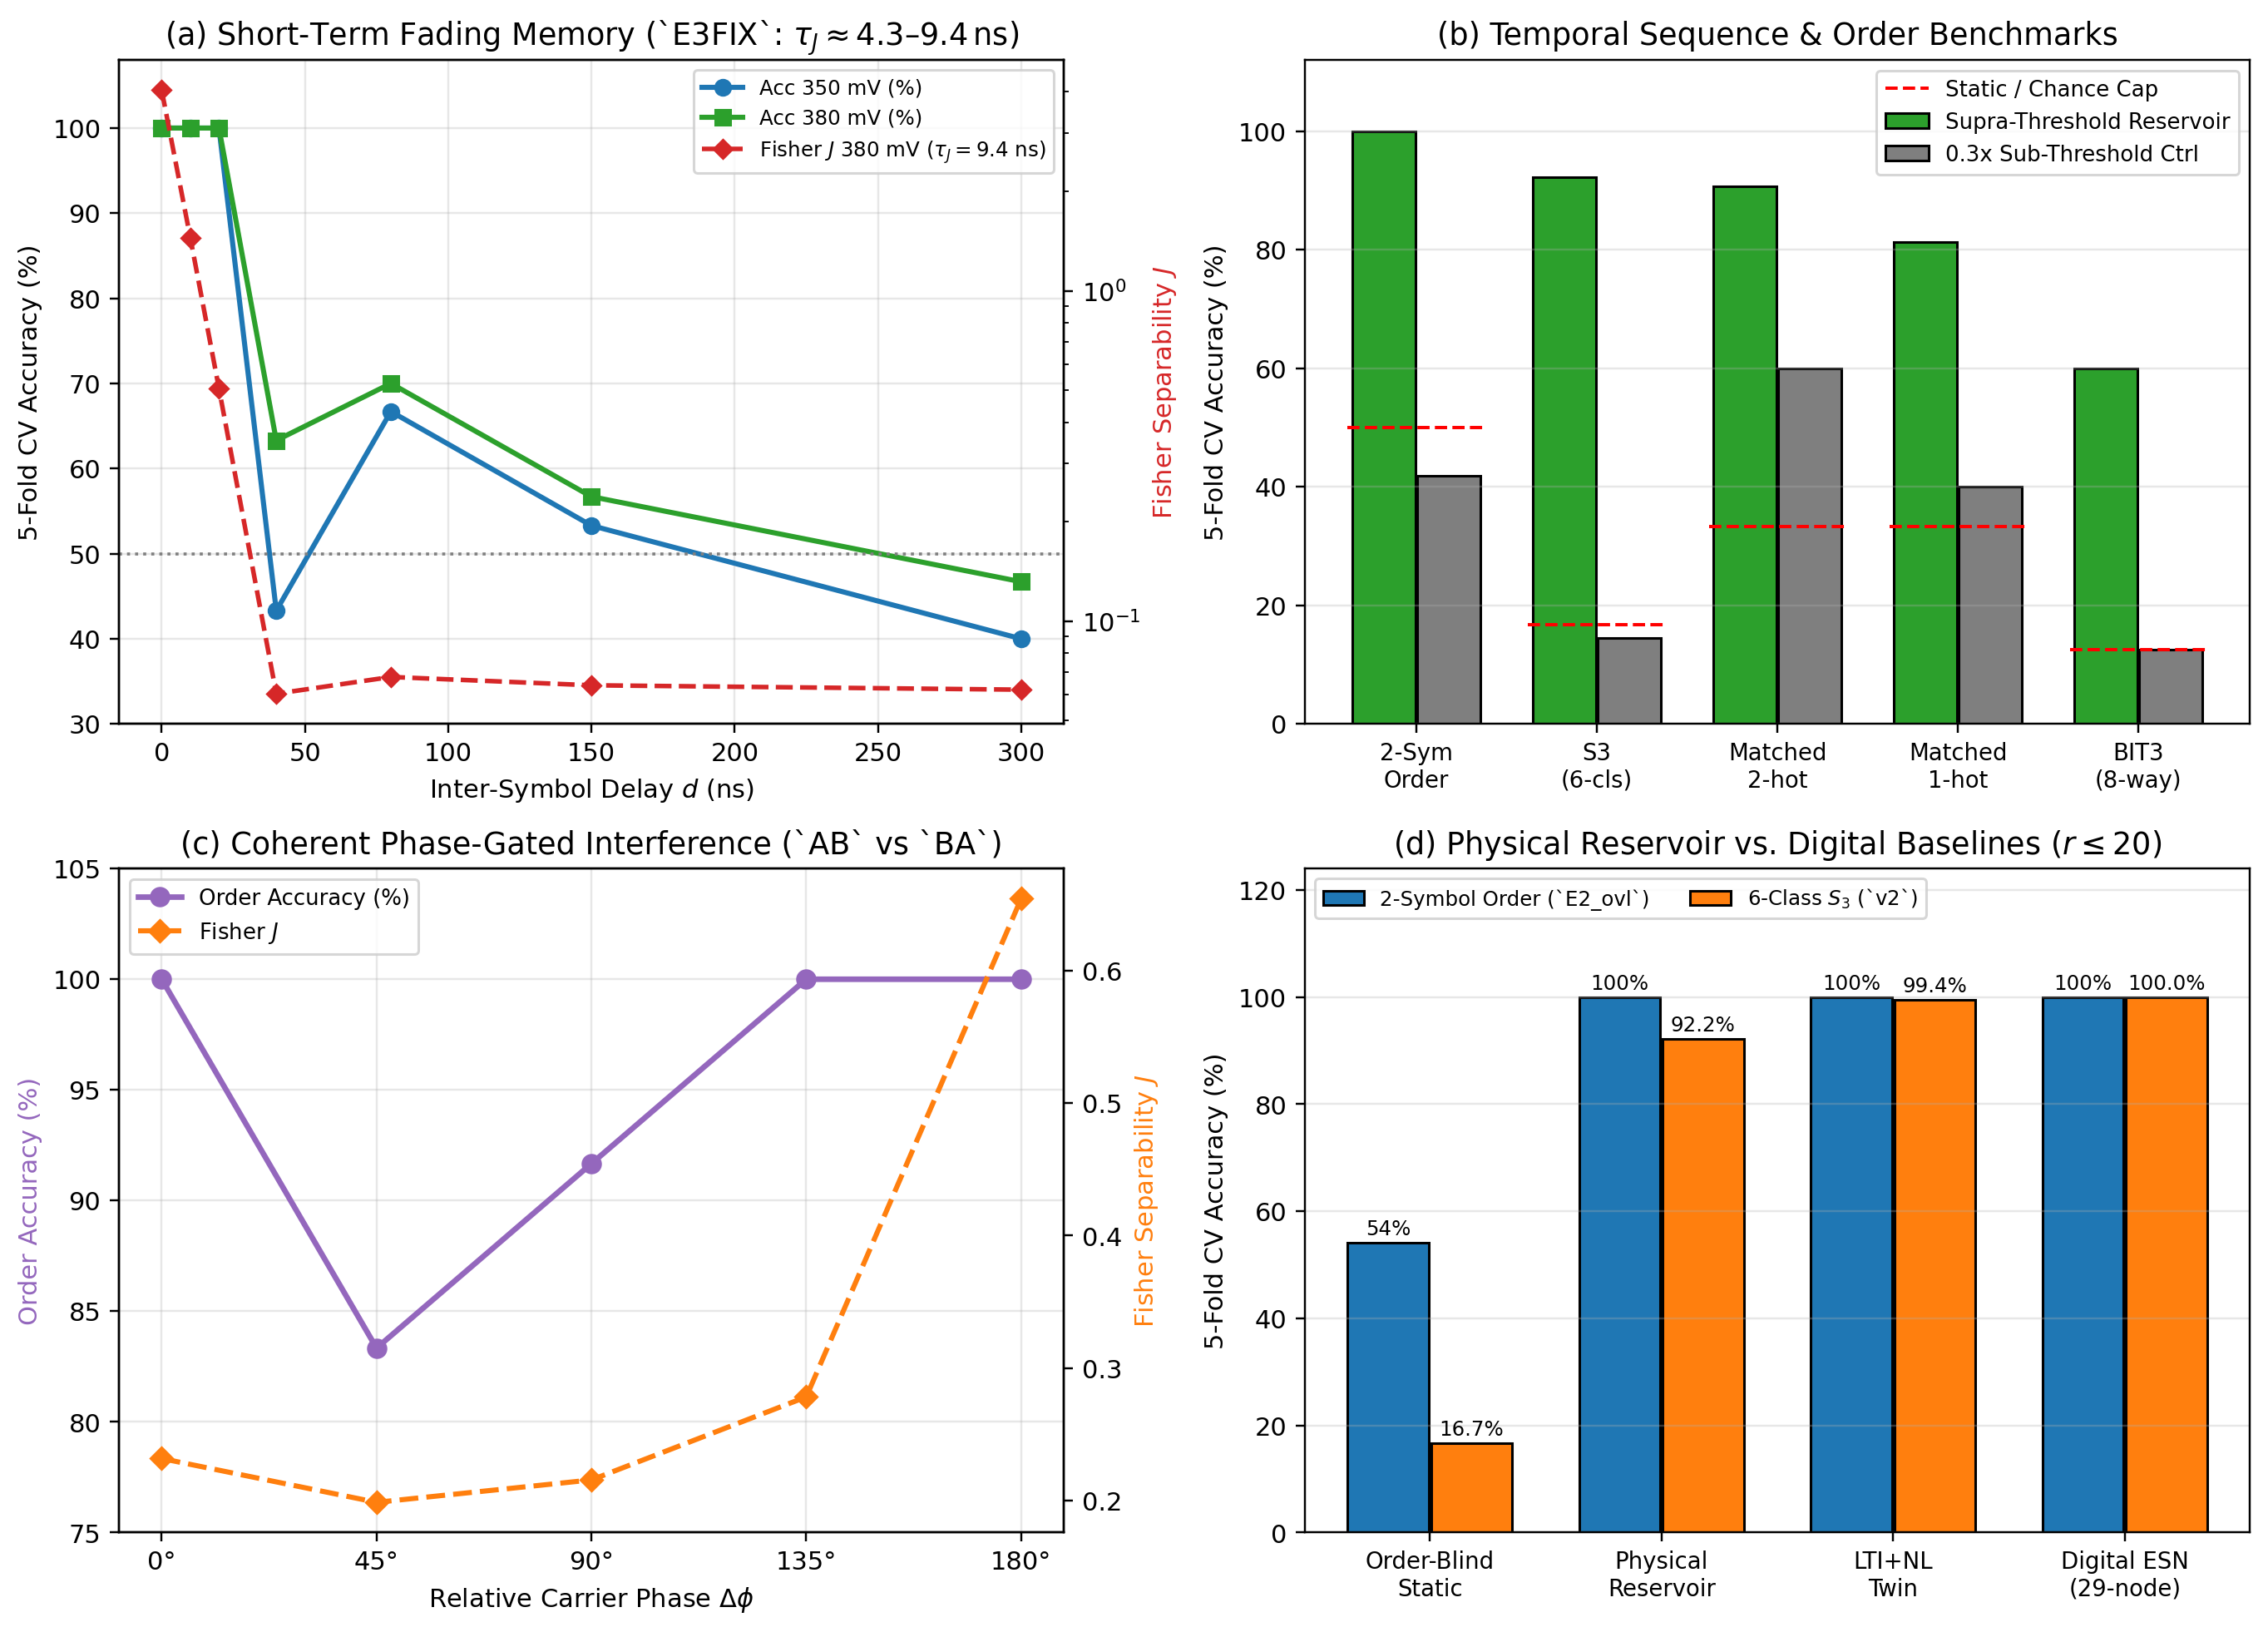 (a) Short-Term Fading Memory (`E3FIX`: τ_J ≈ 4.3–9.4 ns)
Acc 350 mV (%)
Acc 380 mV (%)
Fisher J 380 mV (τ_J = 9.4 ns)
5-Fold CV Accuracy (%)
100
90
80
70
60
50
40
30
10⁰
10⁻¹
Fisher Separability J
0 50 100 150 200 250 300
Inter-Symbol Delay d (ns)
(b) Temporal Sequence & Order Benchmarks
Static / Chance Cap
Supra-Threshold Reservoir
0.3x Sub-Threshold Ctrl
5-Fold CV Accuracy (%)
100
80
60
40
20
0
2-Sym
Order
S3
(6-cls)
Matched
2-hot
Matched
1-hot
BIT3
(8-way)
(c) Coherent Phase-Gated Interference (`AB` vs `BA`)
Order Accuracy (%)
Fisher J
Order Accuracy (%)
105
100
95
90
85
80
75
0.6
0.5
0.4
0.3
0.2
Fisher Separability J
0° 45° 90° 135° 180°
Relative Carrier Phase Δϕ
(d) Physical Reservoir vs. Digital Baselines (r ≤ 20)
2-Symbol Order (`E2_ovl`)
6-Class S₃ (`v2`)
5-Fold CV Accuracy (%)
120
100
80
60
40
20
0
54%
16.7%
100%
92.2%
100%
99.4%
100%
100.0%
Order-Blind
Static
Physical
Reservoir
LTI+NL
Twin
Digital ESN
(29-node)